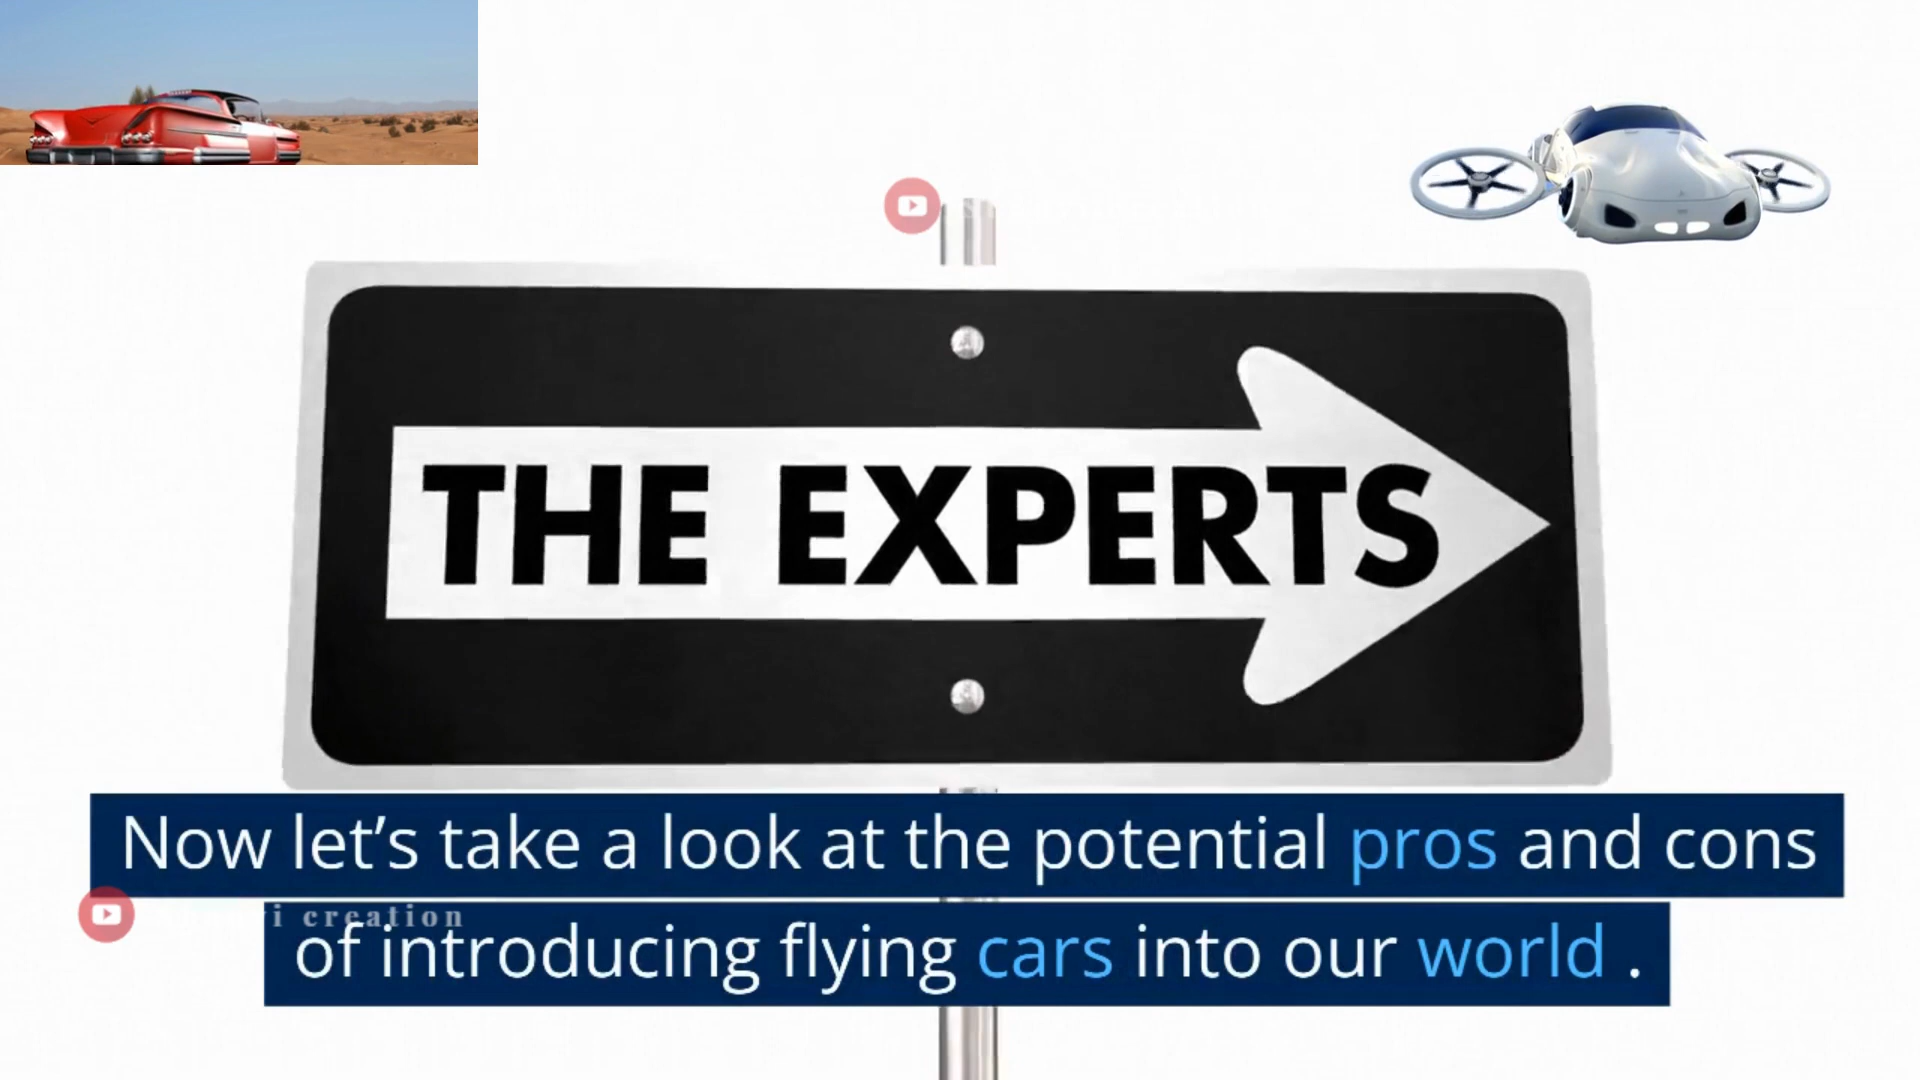 THE EXPERTS
Now let’s take a look at the potential pros and cons
creation
of introducing flying cars into our world .